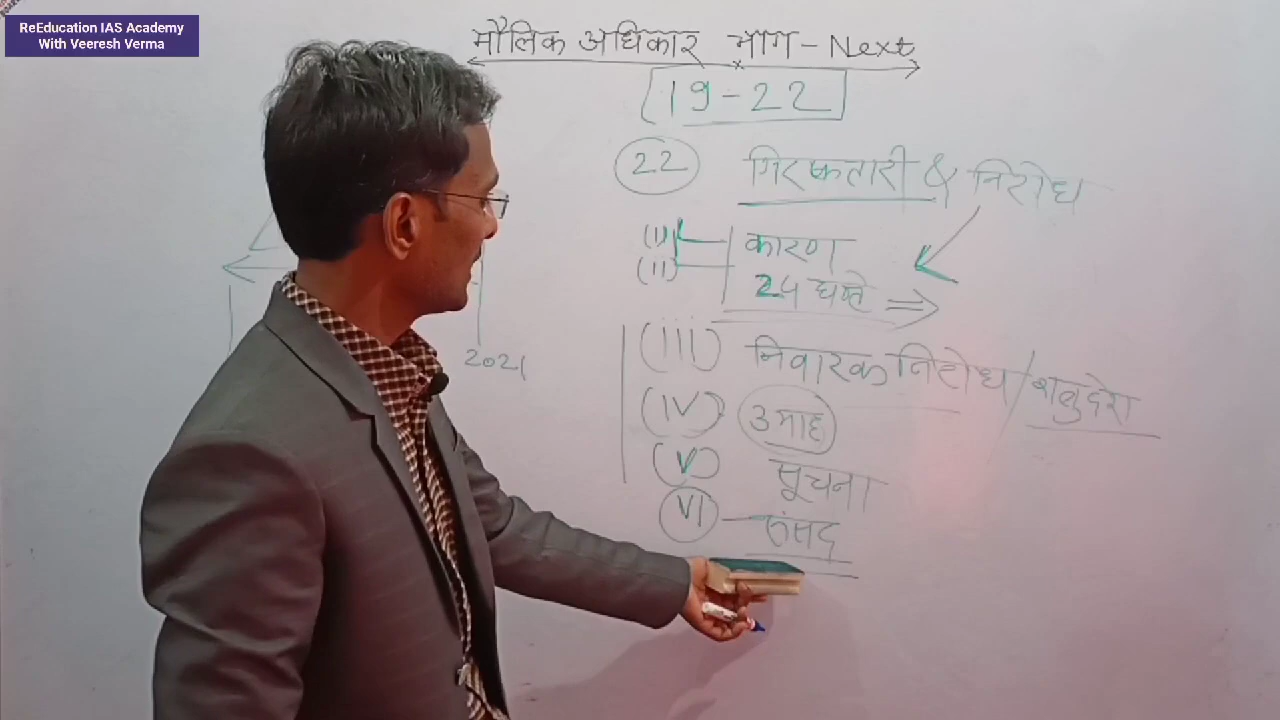 ReEducation IAS Academy
With Veeresh Verma
मौलिक अधिकार भाग - Next
19-22
22 गिरफ्तारी & निरोध
(I) कारण
(II) 24 घण्टे ⇒
(III) निवारक निरोध / शत्रु देश
(IV) 3 माह
(V) सूचना
VI - संसद
2021